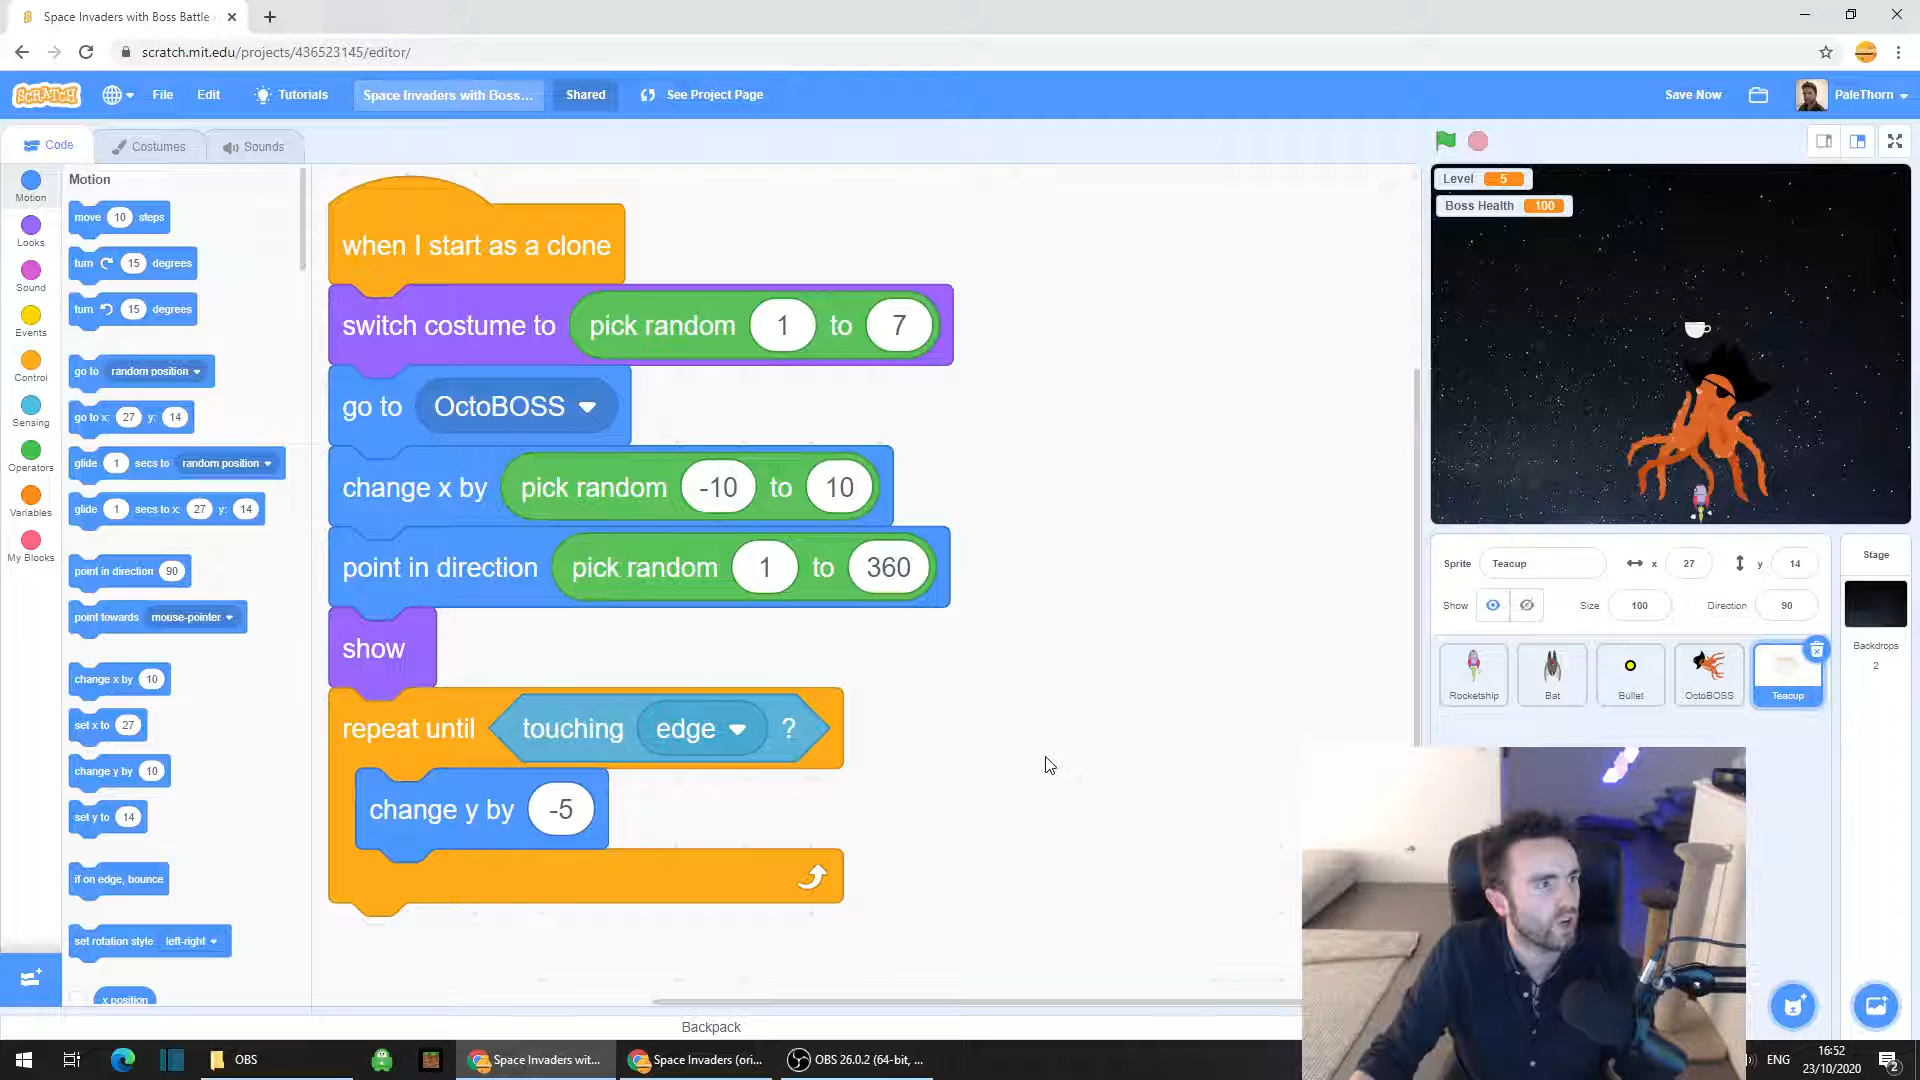 Space Invaders with Boss Battle
scratch.mit.edu/projects/436523145/editor/
SCRATCH
File
Edit
Tutorials
Space Invaders with Boss...
Shared
See Project Page
Save Now
PaleThorn
Code
Costumes
Sounds
Motion
Looks
Sound
Events
Control
Sensing
Operators
Variables
My Blocks
Motion
move 10 steps
turn 15 degrees
turn 15 degrees
go to random position
go to x: 27 y: 14
glide 1 secs to random position
glide 1 secs to x: 27 y: 14
point in direction 90
point towards mouse-pointer
change x by 10
set x to 27
change y by 10
set y to 14
if on edge, bounce
set rotation style left-right
x position
when I start as a clone
switch costume to pick random 1 to 7
go to OctoBOSS
change x by pick random -10 to 10
point in direction pick random 1 to 360
show
repeat until touching edge ?
change y by -5
Backpack
Level 5
Boss Health 100
Sprite Teacup x 27 y 14
Show Size 100 Direction 90
Rocketship
Bat
Bullet
OctoBOSS
Teacup
Stage
Backdrops
2
OBS
Space Invaders wit...
Space Invaders (ori...
OBS 26.0.2 (64-bit, ...
ENG
16:52
23/10/2020
2